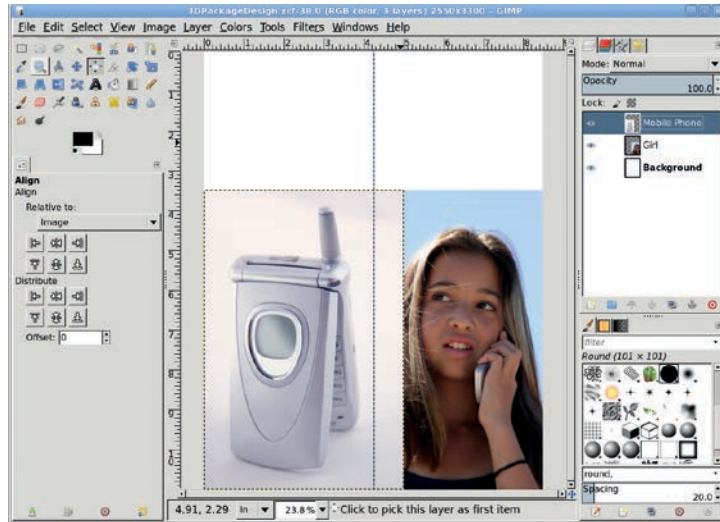 3DPackageDesign.xcf-38.0 (RGB color, 3 layers) 2550x3300 – GIMP
File Edit Select View Image Layer Colors Tools Filters Windows Help
Mode: Normal
Opacity
100.0
Lock:
Mobile Phone
Girl
Background
Align
Align
Relative to:
Image
Distribute
Offset: 0
filter
Round (101 × 101)
round,
Spacing
20.0
4.91, 2.29 in 23.8% Click to pick this layer as first item